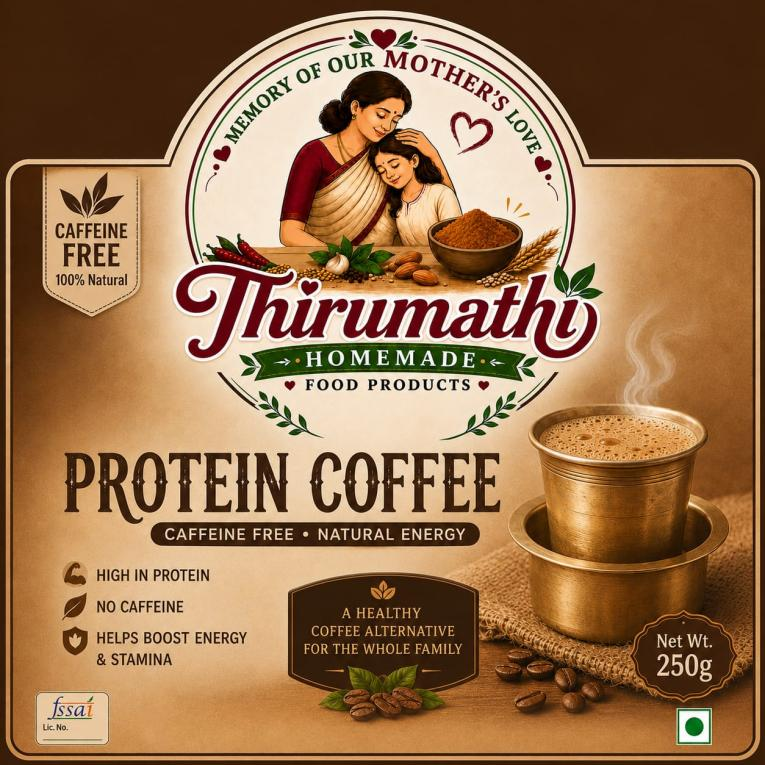 MEMORY OF OUR MOTHER'S LOVE
CAFFEINE
FREE
100% Natural
Thirumathi
HOMEMADE
FOOD PRODUCTS
PROTEIN COFFEE
CAFFEINE FREE • NATURAL ENERGY
HIGH IN PROTEIN
NO CAFFEINE
HELPS BOOST ENERGY
& STAMINA
A HEALTHY
COFFEE ALTERNATIVE
FOR THE WHOLE FAMILY
Net Wt.
250g
fssai
Lic. No.